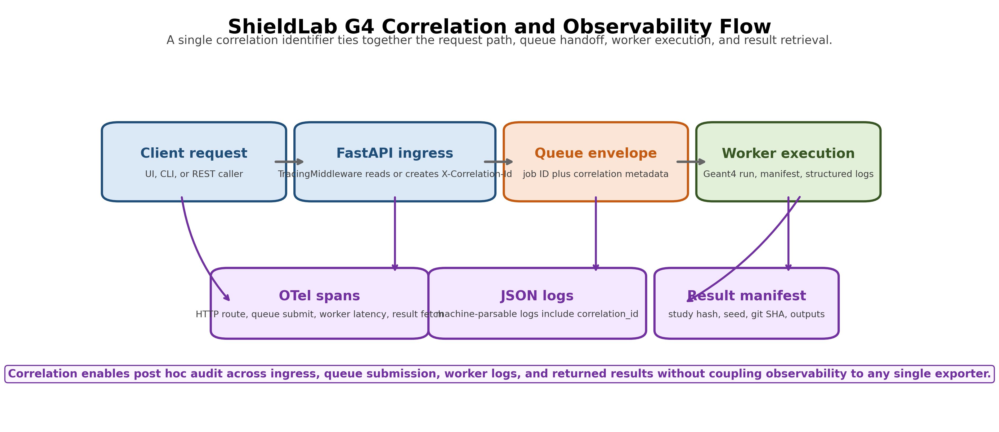 ShieldLab G4 Correlation and Observability Flow
A single correlation identifier ties together the request path, queue handoff, worker execution, and result retrieval.
Client request
UI, CLI, or REST caller
FastAPI ingress
TracingMiddleware reads or creates X-Correlation-Id
Queue envelope
job ID plus correlation metadata
Worker execution
Geant4 run, manifest, structured logs
OTel spans
HTTP route, queue submit, worker latency, result fetch
JSON logs
machine-parsable logs include correlation_id
Result manifest
study hash, seed, git SHA, outputs
Correlation enables post hoc audit across ingress, queue submission, worker logs, and returned results without coupling observability to any single exporter.